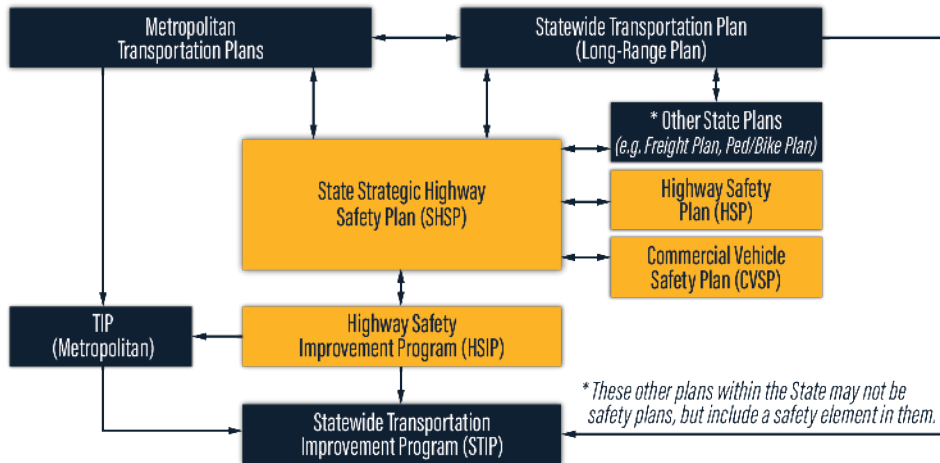 Metropolitan
Transportation Plans
Statewide Transportation Plan
(Long-Range Plan)
* Other State Plans
(e.g. Freight Plan, Ped/Bike Plan)
State Strategic Highway
Safety Plan (SHSP)
Highway Safety
Plan (HSP)
Commercial Vehicle
Safety Plan (CVSP)
TIP
(Metropolitan)
Highway Safety
Improvement Program (HSIP)
* These other plans within the State may not be
safety plans, but include a safety element in them.
Statewide Transportation
Improvement Program (STIP)